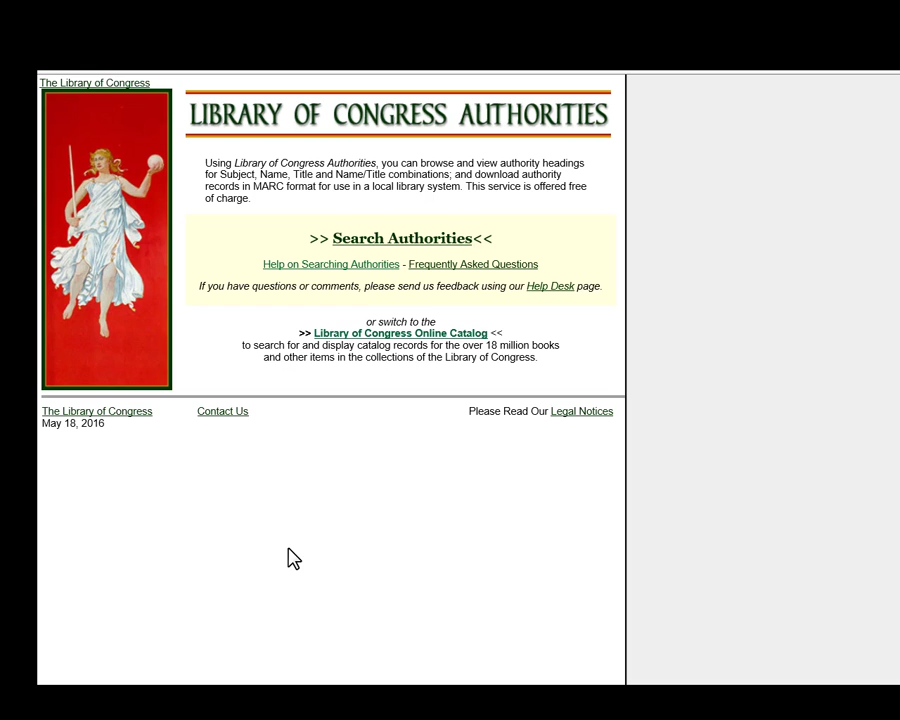 The Library of Congress
LIBRARY OF CONGRESS AUTHORITIES
Using Library of Congress Authorities, you can browse and view authority headings
for Subject, Name, Title and Name/Title combinations; and download authority
records in MARC format for use in a local library system. This service is offered free
of charge.
>> Search Authorities<<
Help on Searching Authorities - Frequently Asked Questions
If you have questions or comments, please send us feedback using our Help Desk page.
or switch to the
>> Library of Congress Online Catalog <<
to search for and display catalog records for the over 18 million books
and other items in the collections of the Library of Congress.
The Library of Congress Contact Us Please Read Our Legal Notices
May 18, 2016